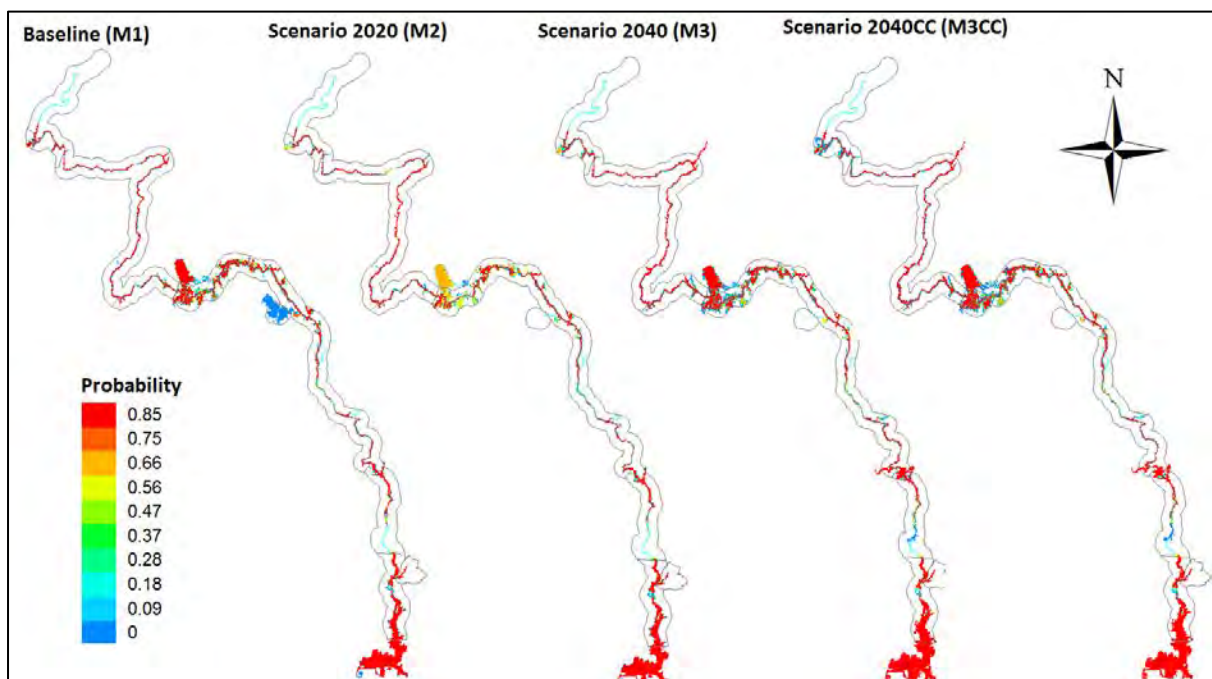 Baseline (M1)
Scenario 2020 (M2)
Scenario 2040 (M3)
Scenario 2040CC (M3CC)
N
Probability
0.85
0.75
0.66
0.56
0.47
0.37
0.28
0.18
0.09
0